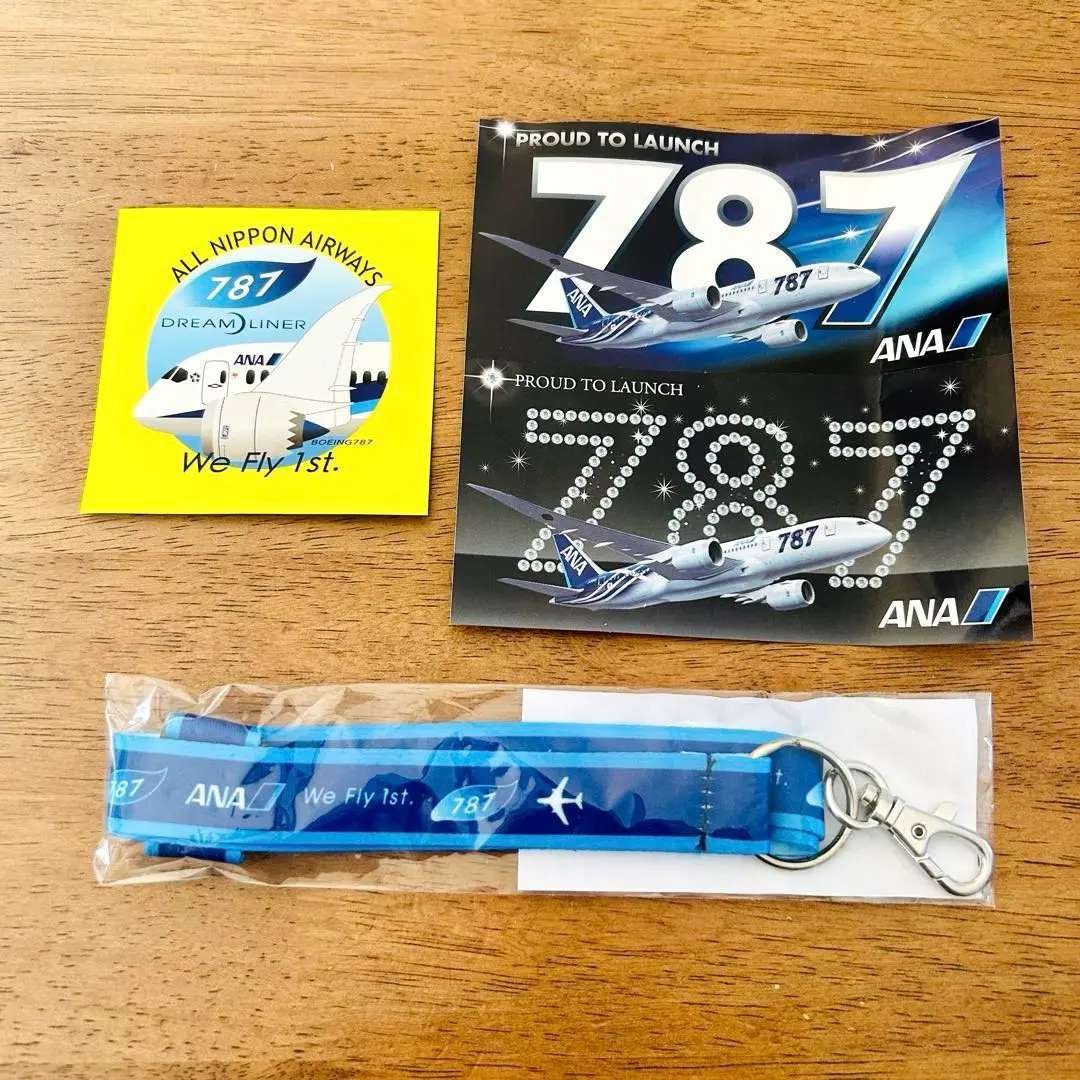 ALL NIPPON AIRWAYS
787
DREAMLINER
ANA
BOEING787
We Fly 1st.
PROUD TO LAUNCH
787
787
ANA
ANA
PROUD TO LAUNCH
787
787
ANA
ANA
787 ANA We Fly 1st. 787